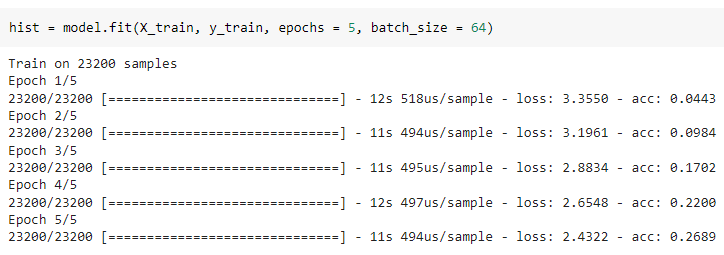 hist = model.fit(X_train, y_train, epochs = 5, batch_size = 64)
Train on 23200 samples
Epoch 1/5
23200/23200 [==============================] - 12s 518us/sample - loss: 3.3550 - acc: 0.0443
Epoch 2/5
23200/23200 [==============================] - 11s 494us/sample - loss: 3.1961 - acc: 0.0984
Epoch 3/5
23200/23200 [==============================] - 11s 495us/sample - loss: 2.8834 - acc: 0.1702
Epoch 4/5
23200/23200 [==============================] - 12s 497us/sample - loss: 2.6548 - acc: 0.2200
Epoch 5/5
23200/23200 [==============================] - 11s 494us/sample - loss: 2.4322 - acc: 0.2689